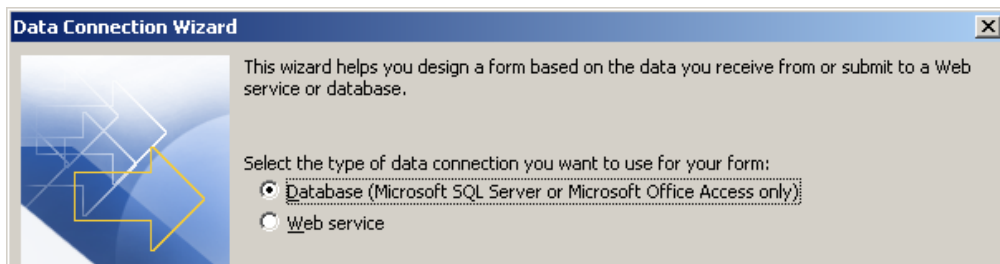 Data Connection Wizard
This wizard helps you design a form based on the data you receive from or submit to a Web
service or database.
Select the type of data connection you want to use for your form:
Database (Microsoft SQL Server or Microsoft Office Access only)
Web service